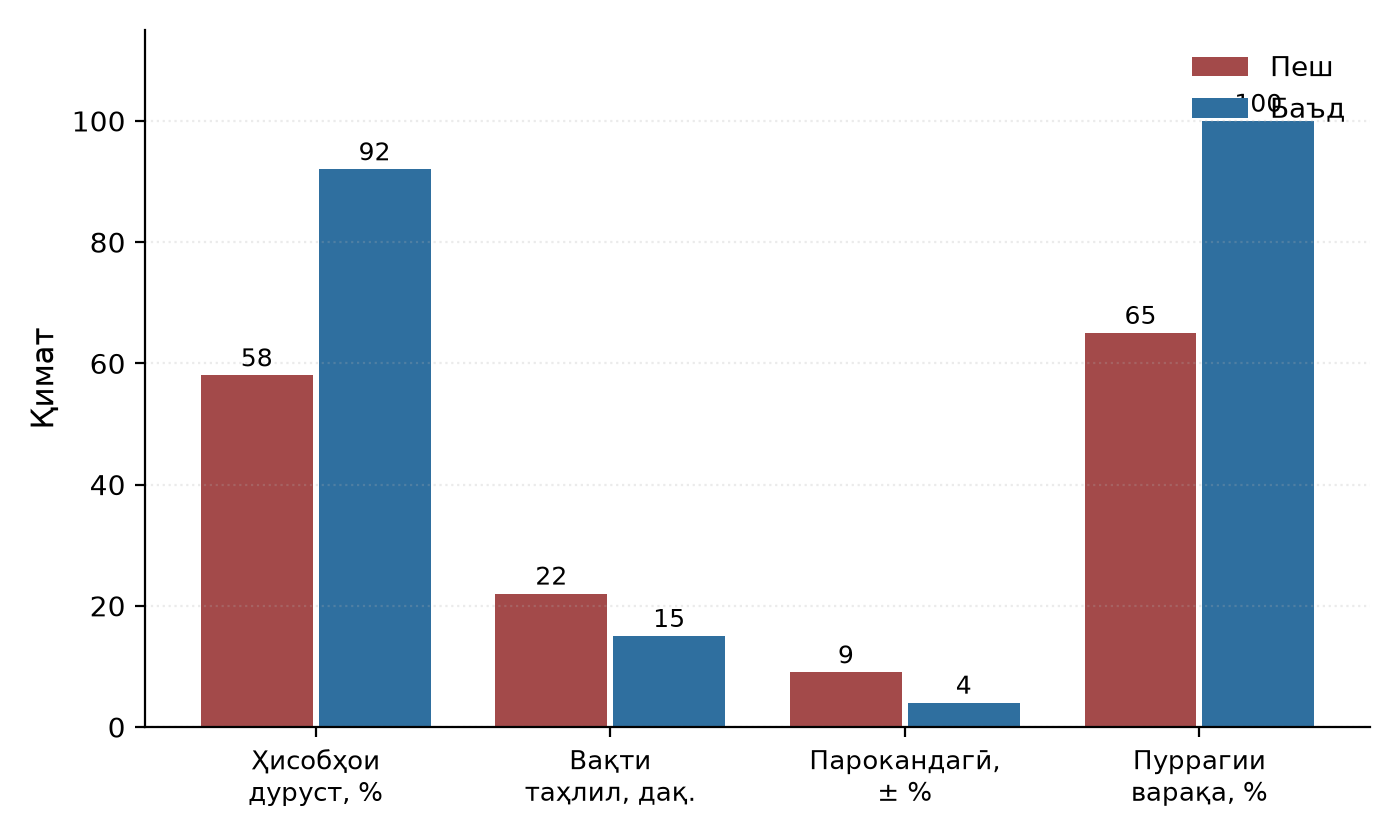 Пеш
Баъд
100
Қимат
100
80
60
40
20
0
58
92
22
15
9
4
65
Ҳисобҳои
дуруст, %
Вақти
таҳлил, дақ.
Парокандагӣ,
± %
Пуррагии
варақа, %